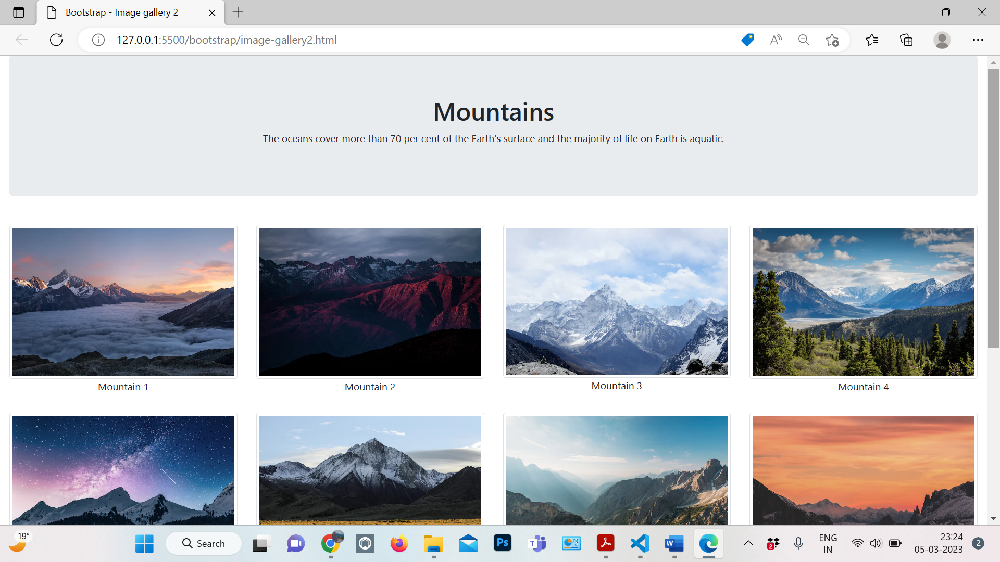 Bootstrap - Image gallery 2
127.0.0.1:5500/bootstrap/image-gallery2.html
Mountains
The oceans cover more than 70 per cent of the Earth's surface and the majority of life on Earth is aquatic.
Mountain 1
Mountain 2
Mountain 3
Mountain 4
19°
Search
Ps
T
W
2
ENG
IN
23:24
05-03-2023
2